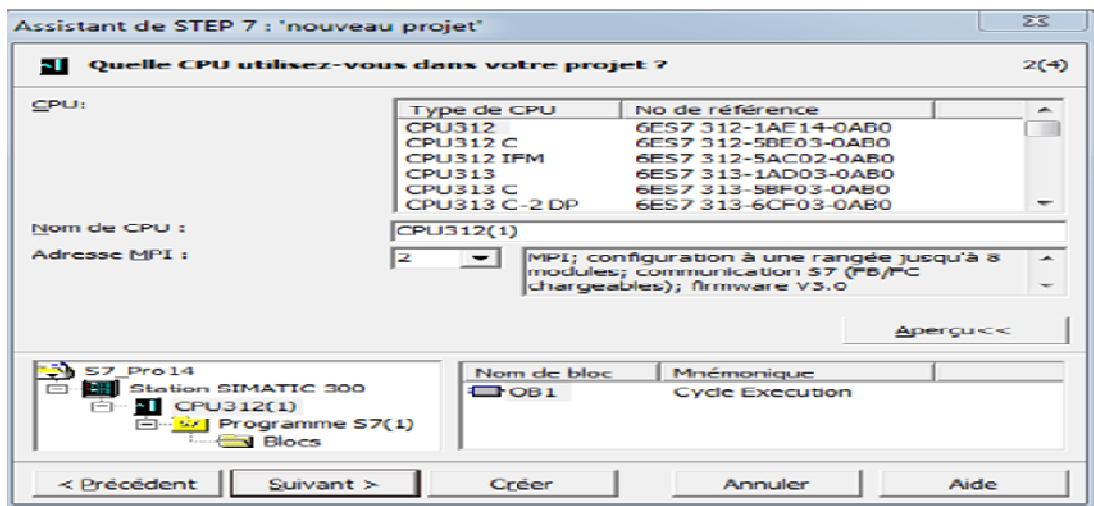 Assistant de STEP 7 : 'nouveau projet'
Quelle CPU utilisez-vous dans votre projet ? 2(4)
CPU: Type de CPU No de référence
CPU312 6ES7 312-1AE14-0AB0
CPU312 C 6ES7 312-5BE03-0AB0
CPU312 IFM 6ES7 312-5AC02-0AB0
CPU313 6ES7 313-1AD03-0AB0
CPU313 C 6ES7 313-5BF03-0AB0
CPU313 C-2 DP 6ES7 313-6CF03-0AB0
Nom de CPU : CPU312(1)
Adresse MPI : 2 MPI; configuration à une rangée jusqu'à 8
modules; communication S7 (FB/FC
chargeables); firmware V3.0
Aperçu<<
S7_Pro14 Nom de bloc Mnémonique
Station SIMATIC 300 OB1 Cycle Execution
CPU312(1)
Programme S7(1)
Blocs
< Précédent Suivant > Créer Annuler Aide